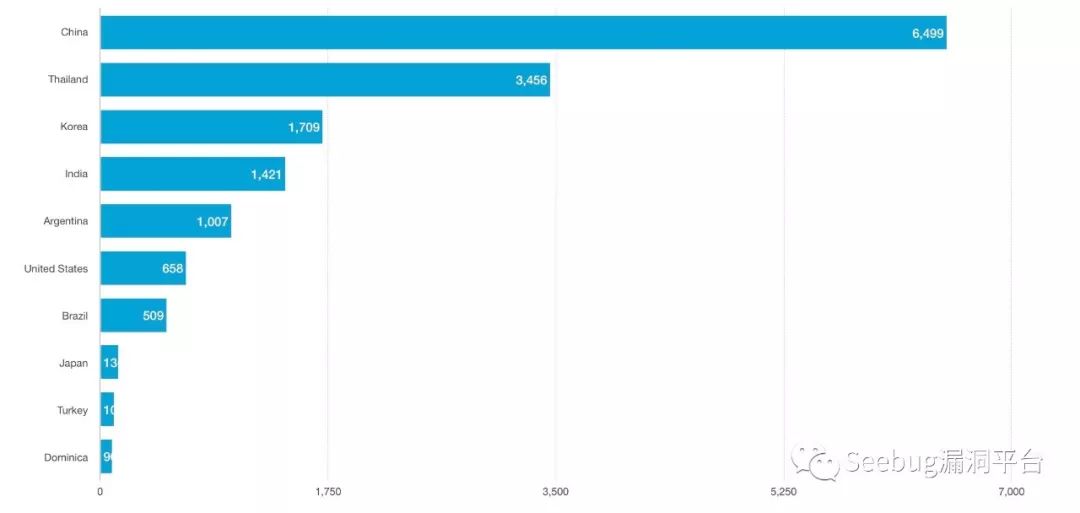 China 6,499
Thailand 3,456
Korea 1,709
India 1,421
Argentina 1,007
United States 658
Brazil 509
Japan
Turkey
Dominica
0 1,750 3,500 5,250 7,000
Seebug漏洞平台